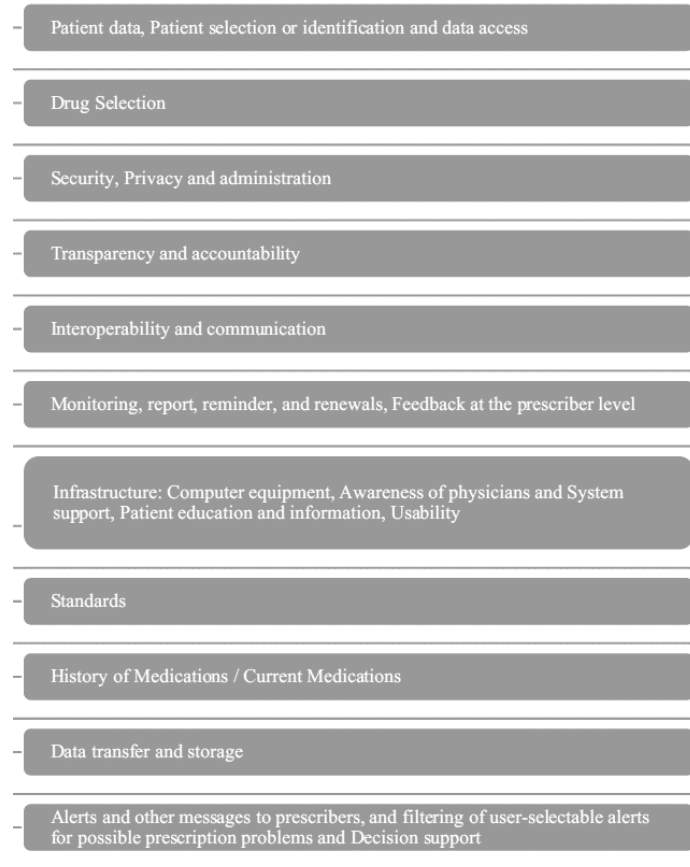 Patient data, Patient selection or identification and data access
Drug Selection
Security, Privacy and administration
Transparency and accountability
Interoperability and communication
Monitoring, report, reminder, and renewals, Feedback at the prescriber level
Infrastructure: Computer equipment, Awareness of physicians and System
support, Patient education and information, Usability
Standards
History of Medications / Current Medications
Data transfer and storage
Alerts and other messages to prescribers, and filtering of user-selectable alerts
for possible prescription problems and Decision support